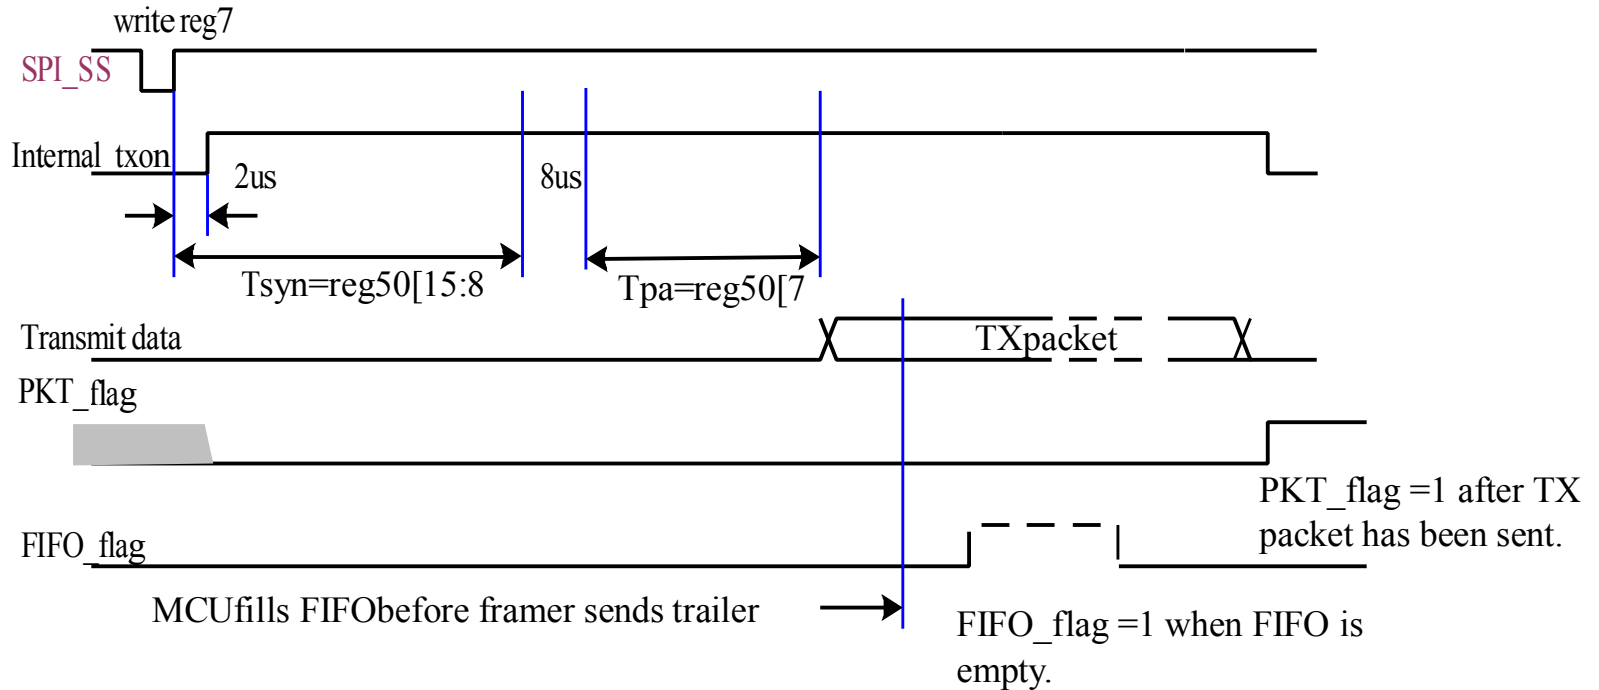 write reg7
SPI_SS
Internal_txon
2us
8us
Tsyn=reg50[15:8
Tpa=reg50[7
Transmit data
TXpacket
PKT_flag
PKT_flag =1 after TX
packet has been sent.
FIFO_flag
MCUfills FIFObefore framer sends trailer
FIFO_flag =1 when FIFO is
empty.